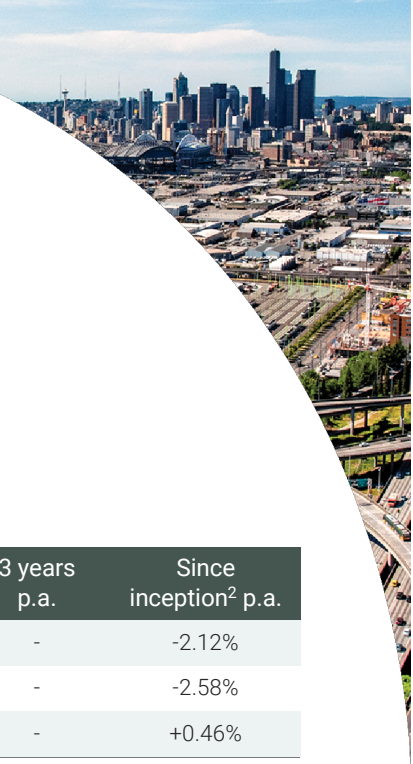 3 years Since
p.a. inception² p.a.
- -2.12%
- -2.58%
- +0.46%